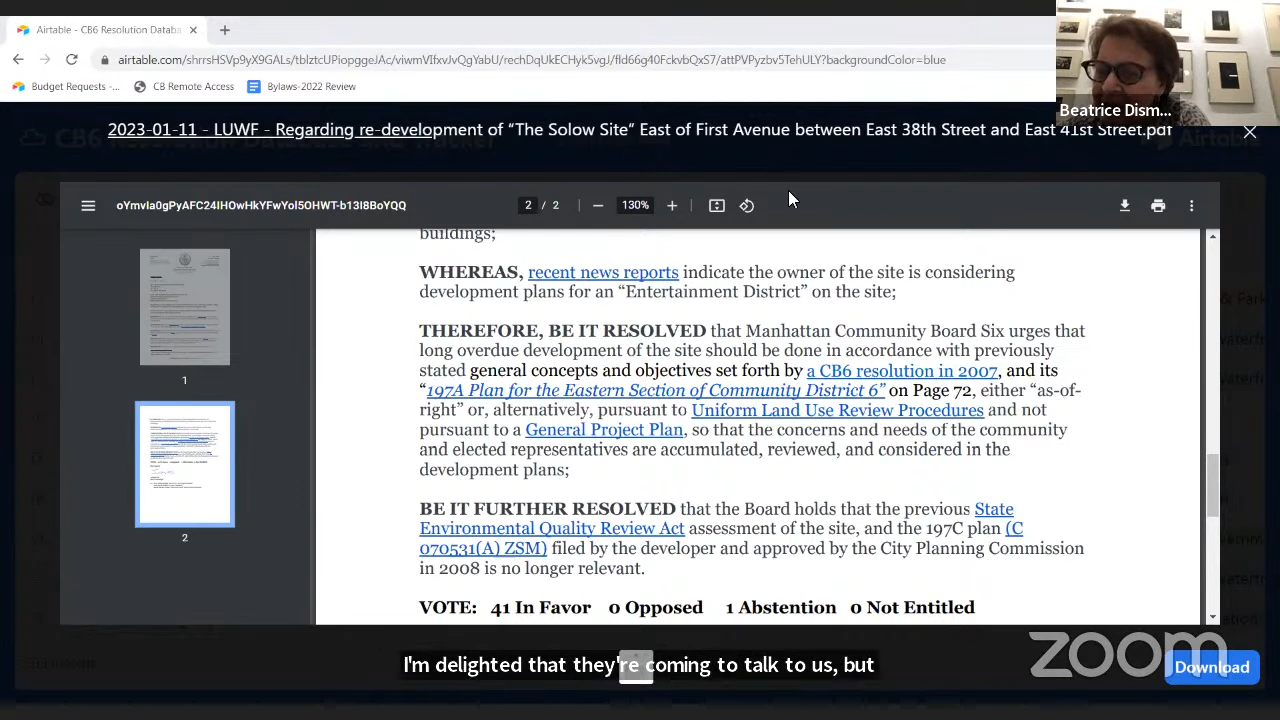 Airtable - CB6 Resolution Databa
airtable.com/shrrsHSVp9yX9GALs/tblztcUPiopggeJAc/viwmVIfxvJvQgYabU/rechDqUkECHyk5vgJ/fld66g40FckvbQxS7/attPVPyzbv5TehULY?backgroundColor=blue
Budget Requests -...
CB Remote Access
Bylaws-2022 Review
Beatrice Dism...
2023-01-11 - LUWF - Regarding re-development of “The Solow Site” East of First Avenue between East 38th Street and East 41st Street.pdf
oYmvIa0gPyAFC24IHOwHkYFwYoI5OHWT-b13I8BoYQQ
2 / 2
130%
buildings;
WHEREAS, recent news reports indicate the owner of the site is considering
development plans for an “Entertainment District” on the site;
THEREFORE, BE IT RESOLVED that Manhattan Community Board Six urges that
long overdue development of the site should be done in accordance with previously
stated general concepts and objectives set forth by a CB6 resolution in 2007, and its
“197A Plan for the Eastern Section of Community District 6” on Page 72, either “as-of-
right” or, alternatively, pursuant to Uniform Land Use Review Procedures and not
pursuant to a General Project Plan, so that the concerns and needs of the community
and elected representatives are accumulated, reviewed, and considered in the
development plans;
BE IT FURTHER RESOLVED that the Board holds that the previous State
Environmental Quality Review Act assessment of the site, and the 197C plan (C
070531(A) ZSM) filed by the developer and approved by the City Planning Commission
in 2008 is no longer relevant.
VOTE: 41 In Favor 0 Opposed 1 Abstention 0 Not Entitled
1
2
I'm delighted that they're coming to talk to us, but
zoom
Download